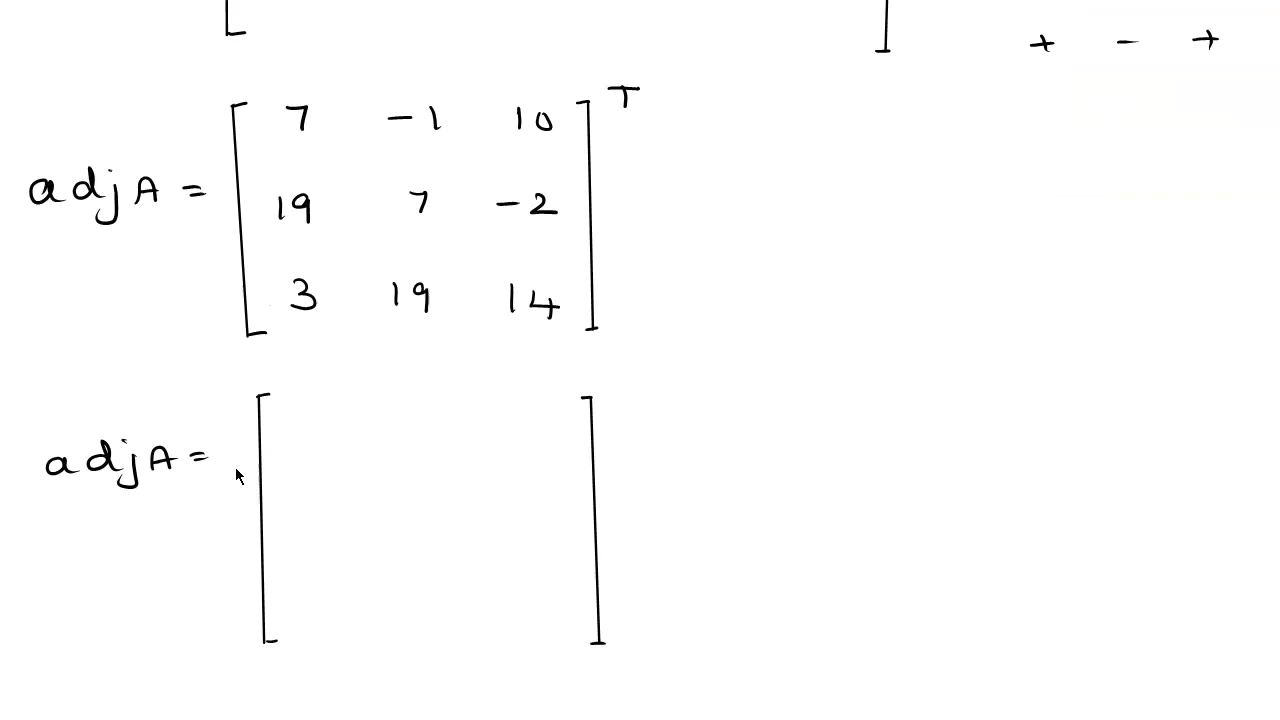 + - +
7 -1 10 T
adj A = 19 7 -2
3 19 14
adj A =